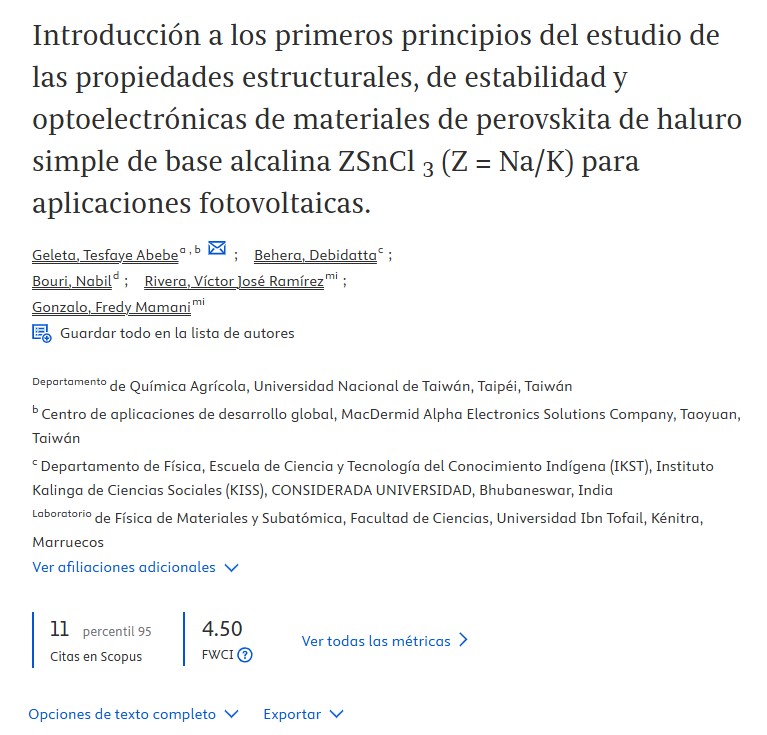 Introducción a los primeros principios del estudio de
las propiedades estructurales, de estabilidad y
optoelectrónicas de materiales de perovskita de haluro
simple de base alcalina ZSnCl 3 (Z = Na/K) para
aplicaciones fotovoltaicas.
Geleta, Tesfaye Abebe a , b ; Behera, Debidatta c ;
Bouri, Nabil d ; Rivera, Víctor José Ramírez mi ;
Gonzalo, Fredy Mamani mi
Guardar todo en la lista de autores
Departamento de Química Agrícola, Universidad Nacional de Taiwán, Taipéi, Taiwán
b Centro de aplicaciones de desarrollo global, MacDermid Alpha Electronics Solutions Company, Taoyuan,
Taiwán
c Departamento de Física, Escuela de Ciencia y Tecnología del Conocimiento Indígena (IKST), Instituto
Kalinga de Ciencias Sociales (KISS), CONSIDERADA UNIVERSIDAD, Bhubaneswar, India
Laboratorio de Física de Materiales y Subatómica, Facultad de Ciencias, Universidad Ibn Tofail, Kénitra,
Marruecos
Ver afiliaciones adicionales
11 percentil 95
Citas en Scopus
4.50
FWCI ?
Ver todas las métricas
Opciones de texto completo Exportar